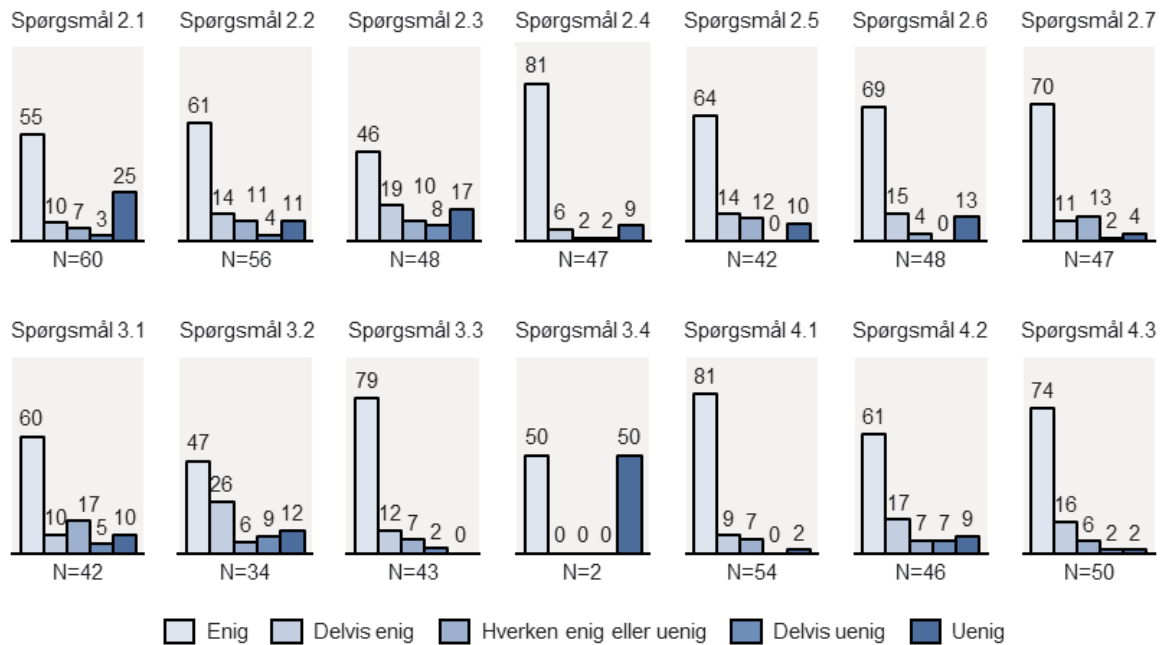 Spørgsmål 2.1 Spørgsmål 2.2 Spørgsmål 2.3 Spørgsmål 2.4 Spørgsmål 2.5 Spørgsmål 2.6 Spørgsmål 2.7
55 10 7 3 25
61 14 11 4 11
46 19 10 8 17
81 6 2 2 9
64 14 12 0 10
69 15 4 0 13
70 11 13 2 4
N=60 N=56 N=48 N=47 N=42 N=48 N=47
Spørgsmål 3.1 Spørgsmål 3.2 Spørgsmål 3.3 Spørgsmål 3.4 Spørgsmål 4.1 Spørgsmål 4.2 Spørgsmål 4.3
60 10 17 5 10
47 26 6 9 12
79 12 7 2 0
50 0 0 0 50
81 9 7 0 2
61 17 7 7 9
74 16 6 2 2
N=42 N=34 N=43 N=2 N=54 N=46 N=50
Enig Delvis enig Hverken enig eller uenig Delvis uenig Uenig